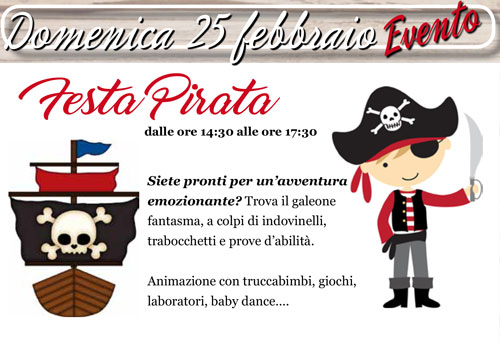 Domenica 25 febbraio Evento
Festa Pirata
dalle ore 14:30 alle ore 17:30
Siete pronti per un'avventura
emozionante? Trova il galeone
fantasma, a colpi di indovinelli,
trabocchetti e prove d'abilità.
Animazione con truccabimbi, giochi,
laboratori, baby dance....